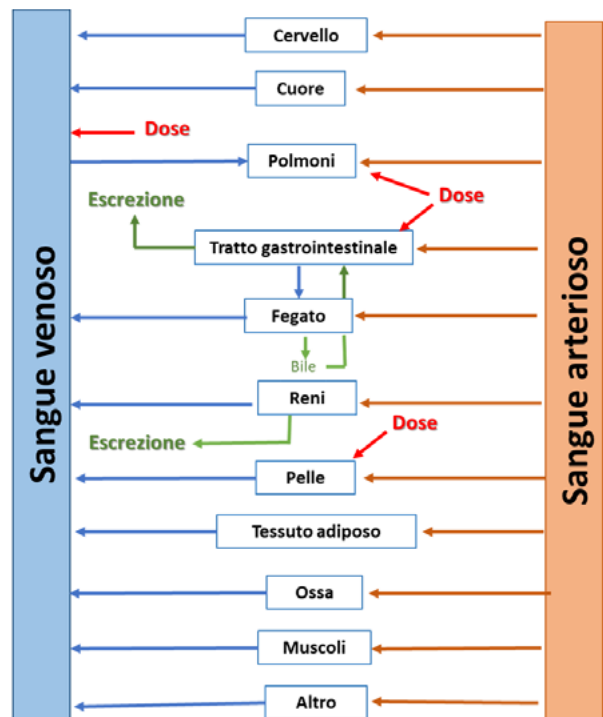 Sangue venoso
Cervello
Cuore
Dose
Polmoni
Escrezione
Dose
Tratto gastrointestinale
Fegato
Bile
Reni
Dose
Escrezione
Pelle
Tessuto adiposo
Ossa
Muscoli
Altro
Sangue arterioso